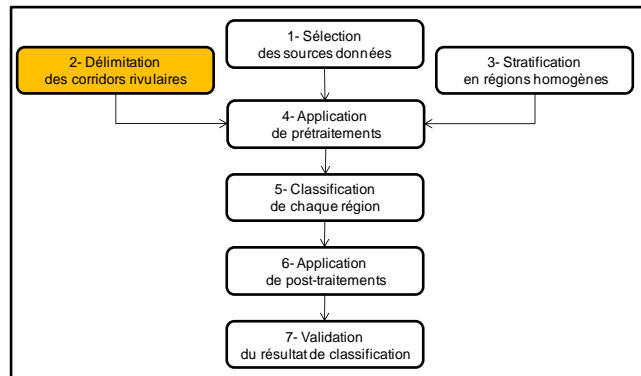 1- Sélection
des sources données
2- Délimitation
des corridors rivulaires
3- Stratification
en régions homogènes
4- Application
de prétraitements
5- Classification
de chaque région
6- Application
de post-traitements
7- Validation
du résultat de classification